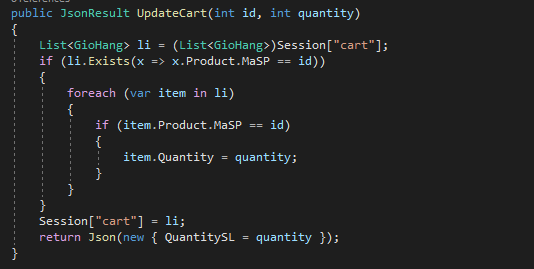 public JsonResult UpdateCart(int id, int quantity)
{
List<GioHang> li = (List<GioHang>)Session["cart"];
if (li.Exists(x => x.Product.MaSP == id))
{
foreach (var item in li)
{
if (item.Product.MaSP == id)
{
item.Quantity = quantity;
}
}
}
Session["cart"] = li;
return Json(new { QuantitySL = quantity });
}